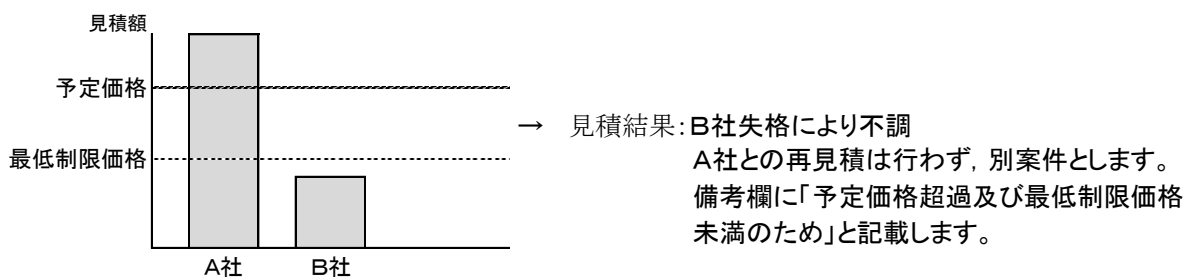 見積額
予定価格
最低制限価格
A社
B社
→ 見積結果:B社失格により不調
A社との再見積は行わず,別案件とします。
備考欄に「予定価格超過及び最低制限価格
未満のため」と記載します。